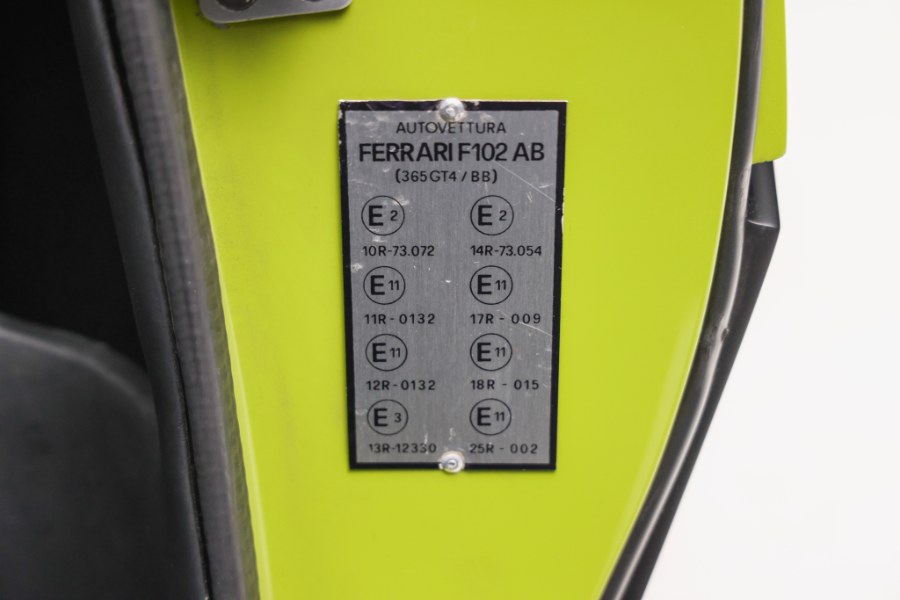 AUTOVETTURA
FERRARI F102 AB
(365GT4/BB)
E2 E2
10R-73.072 14R-73.054
E11 E11
11R-0132 17R-009
E11 E11
12R-0132 18R-015
E3 E11
13R-12330 25R-002